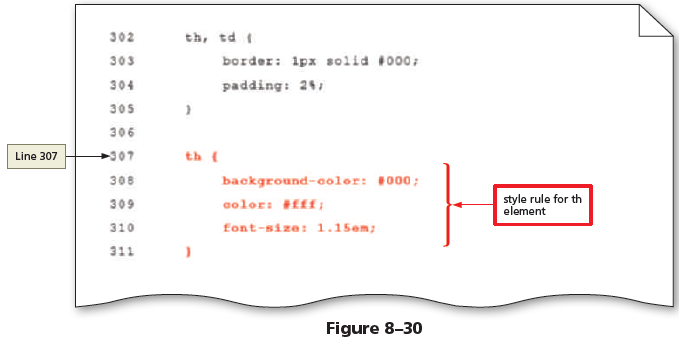 302 th, td {
303 border: 1px solid #000;
304 padding: 2%;
305 }
306
Line 307
307 th {
308 background-color: #000;
309 color: #fff;
310 font-size: 1.15em;
311 }
style rule for th
element
Figure 8–30